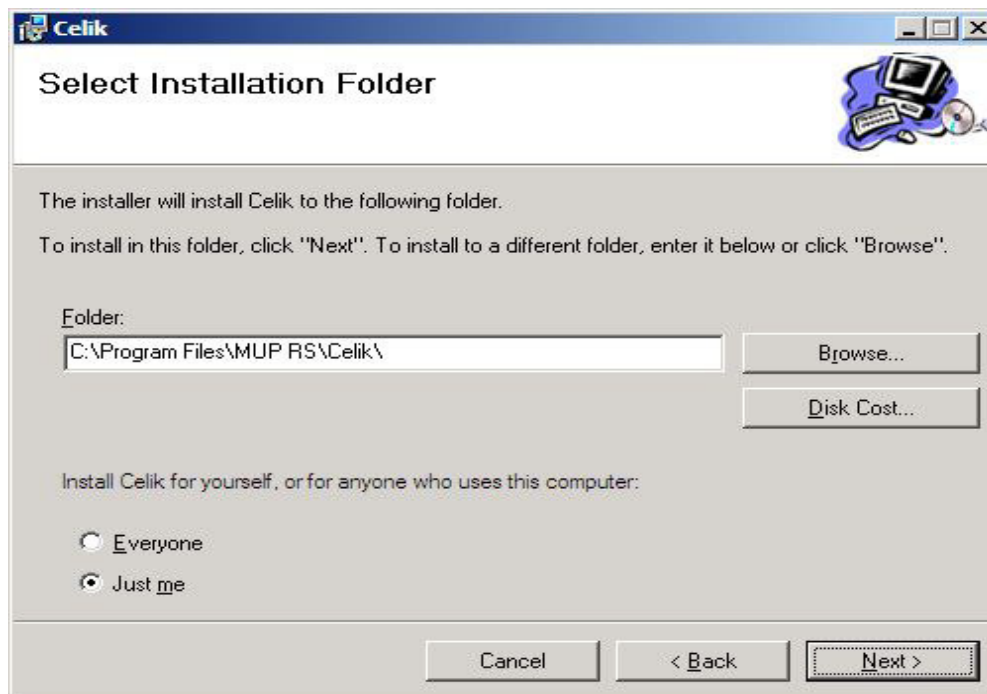 Celik
Select Installation Folder
The installer will install Celik to the following folder.
To install in this folder, click "Next". To install to a different folder, enter it below or click "Browse".
Folder:
C:\Program Files\MUP RS\Celik\
Browse...
Disk Cost...
Install Celik for yourself, or for anyone who uses this computer:
Everyone
Just me
Cancel
< Back
Next >